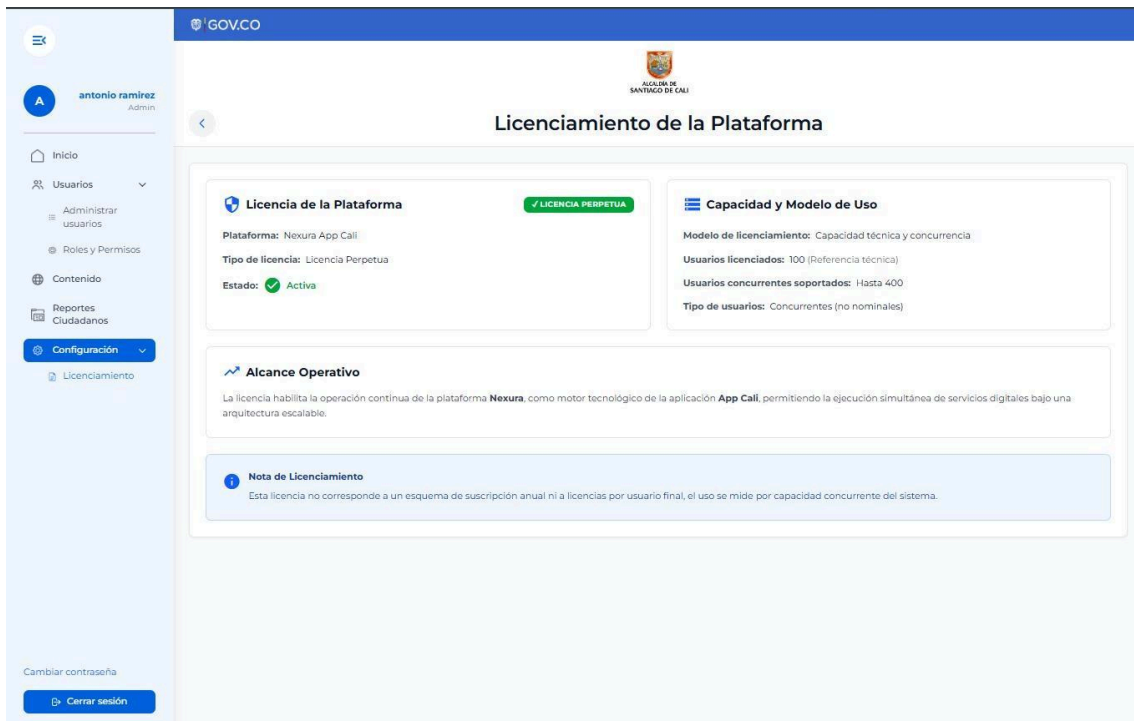 GOV.CO
antonio ramirez
Admin
Inicio
Usuarios
Administrar
usuarios
Roles y Permisos
Contenido
Reportes
Ciudadanos
Configuración
Licenciamiento
Cambiar contraseña
Cerrar sesión
A
ALCALDÍA DE
SANTIAGO DE CALI
Licenciamiento de la Plataforma
Licencia de la Plataforma
✓ LICENCIA PERPETUA
Plataforma: Nexura App Cali
Tipo de licencia: Licencia Perpetua
Estado: Activa
Capacidad y Modelo de Uso
Modelo de licenciamiento: Capacidad técnica y concurrencia
Usuarios licenciados: 100 (Referencia técnica)
Usuarios concurrentes soportados: Hasta 400
Tipo de usuarios: Concurrentes (no nominales)
Alcance Operativo
La licencia habilita la operación continua de la plataforma Nexura, como motor tecnológico de la aplicación App Cali, permitiendo la ejecución simultánea de servicios digitales bajo una
arquitectura escalable.
Nota de Licenciamiento
Esta licencia no corresponde a un esquema de suscripción anual ni a licencias por usuario final, el uso se mide por capacidad concurrente del sistema.